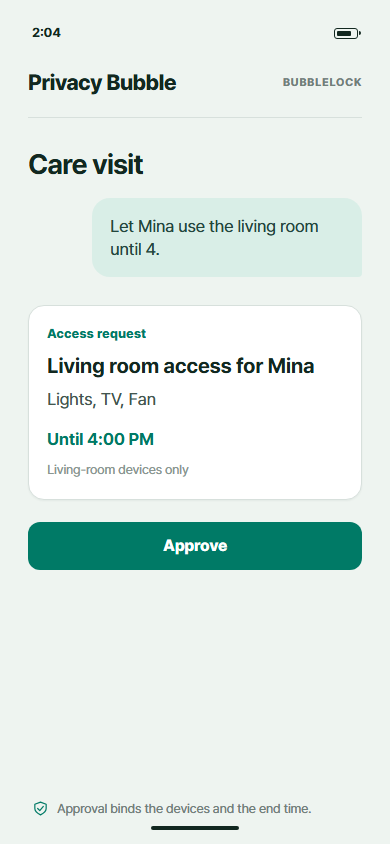 2:04
Privacy Bubble
BUBBLELOCK
Care visit
Let Mina use the living room
until 4.
Access request
Living room access for Mina
Lights, TV, Fan
Until 4:00 PM
Living-room devices only
Approve
Approval binds the devices and the end time.